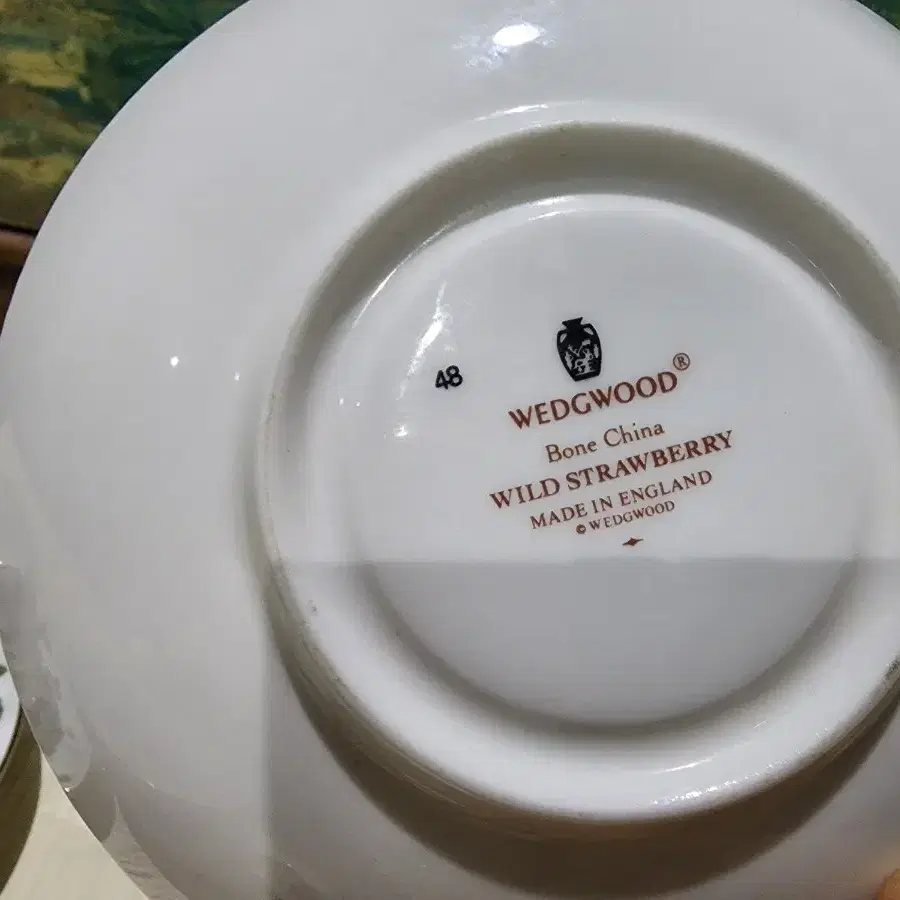 48
WEDGWOOD®
Bone China
WILD STRAWBERRY
MADE IN ENGLAND
© WEDGWOOD